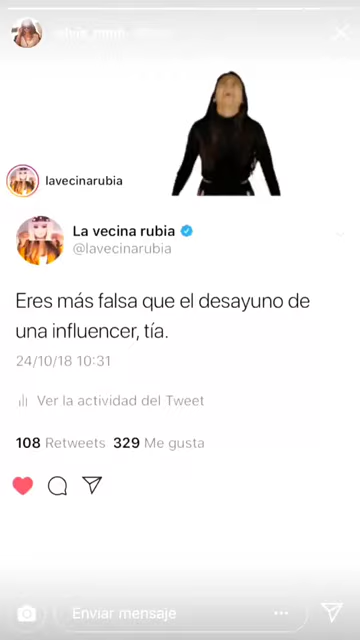 lavecinarubia
La vecina rubia
@lavecinarubia
Eres más falsa que el desayuno de
una influencer, tía.
24/10/18 10:31
Ver la actividad del Tweet
108 Retweets 329 Me gusta
Enviar mensaje